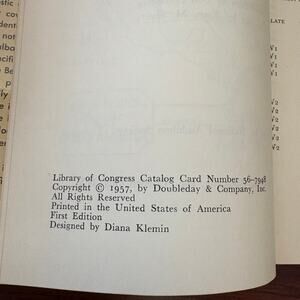 LATE
Library of Congress Catalog Card Number 56-7948
Copyright © 1957, by Doubleday & Company, Inc.
All Rights Reserved
Printed in the United States of America
First Edition
Designed by Diana Klemin